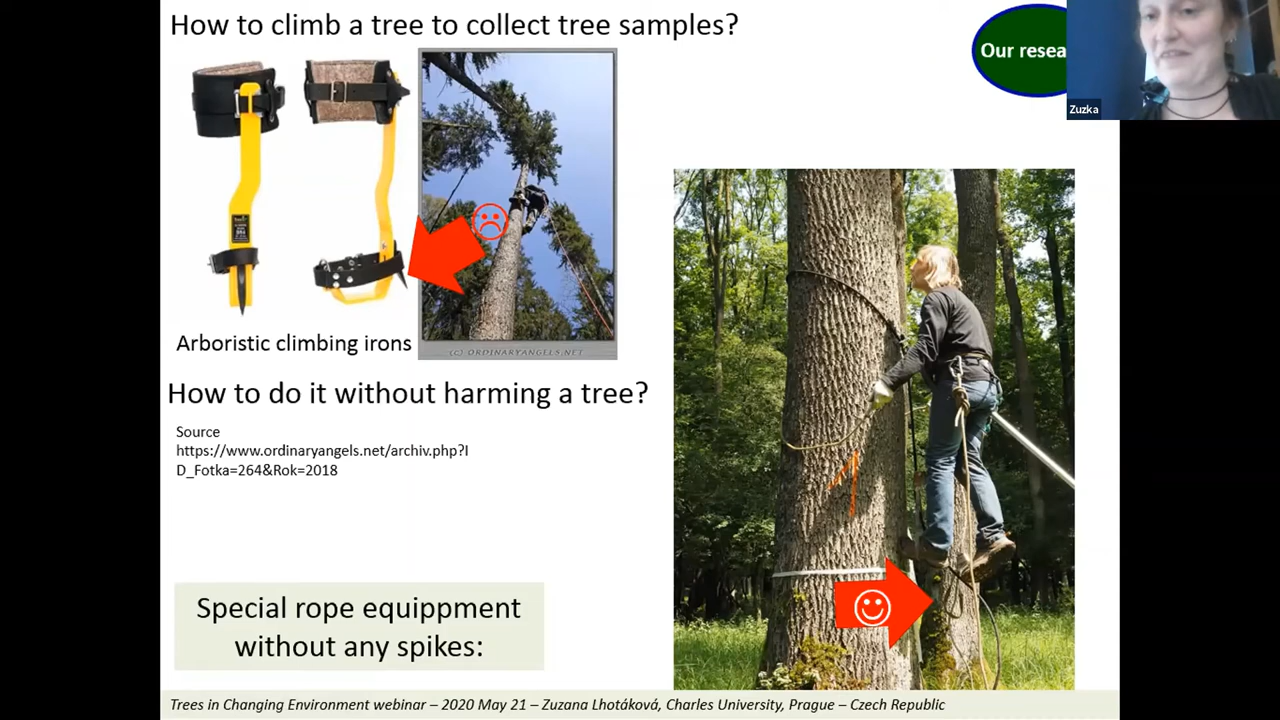 How to climb a tree to collect tree samples?
Our resea
Zuzka
Arboristic climbing irons
(c) ORDINARYANGELS.NET
How to do it without harming a tree?
Source
https://www.ordinaryangels.net/archiv.php?I
D_Fotka=264&Rok=2018
1
Special rope equippment
without any spikes:
Trees in Changing Environment webinar – 2020 May 21 – Zuzana Lhotáková, Charles University, Prague – Czech Republic